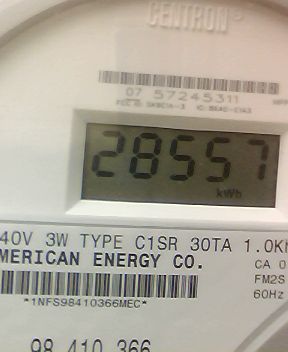 CENTRON®
07 57245311
28557
kWh
40V 3W TYPE C1SR 30TA 1.0Kh
MERICAN ENERGY CO.
CA 0
FM2S
60Hz
*1NFS98410366MEC*
98 410 366